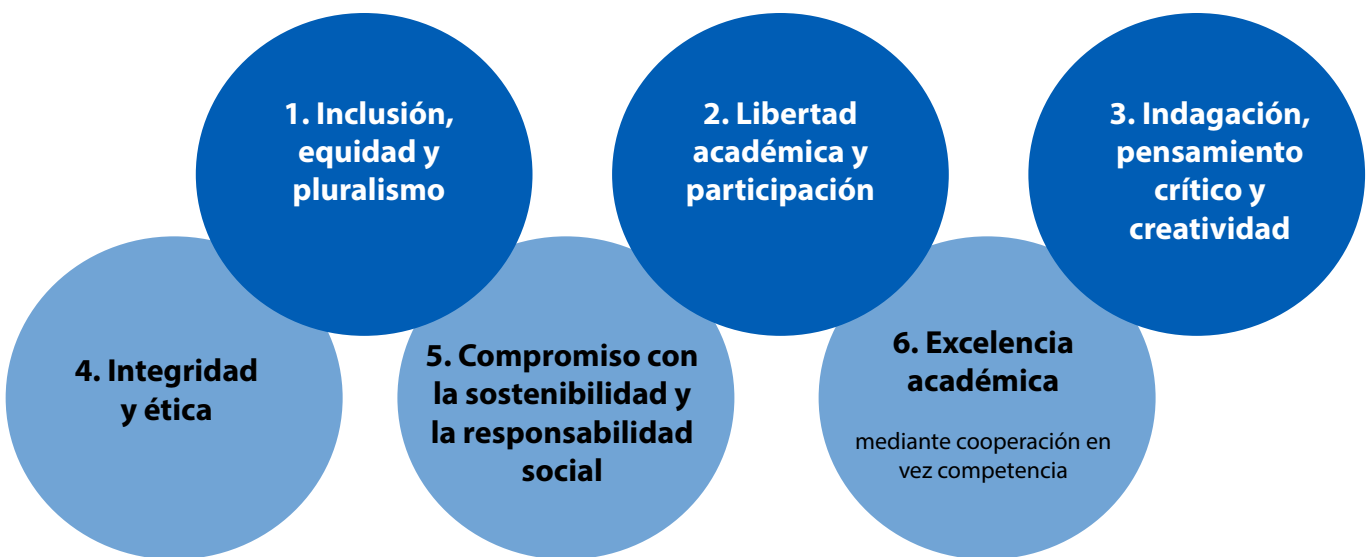 1. Inclusión,
equidad y
pluralismo
2. Libertad
académica y
participación
3. Indagación,
pensamiento
crítico y
creatividad
4. Integridad
y ética
5. Compromiso con
la sostenibilidad y
la responsabilidad
social
6. Excelencia
académica
mediante cooperación en
vez competencia